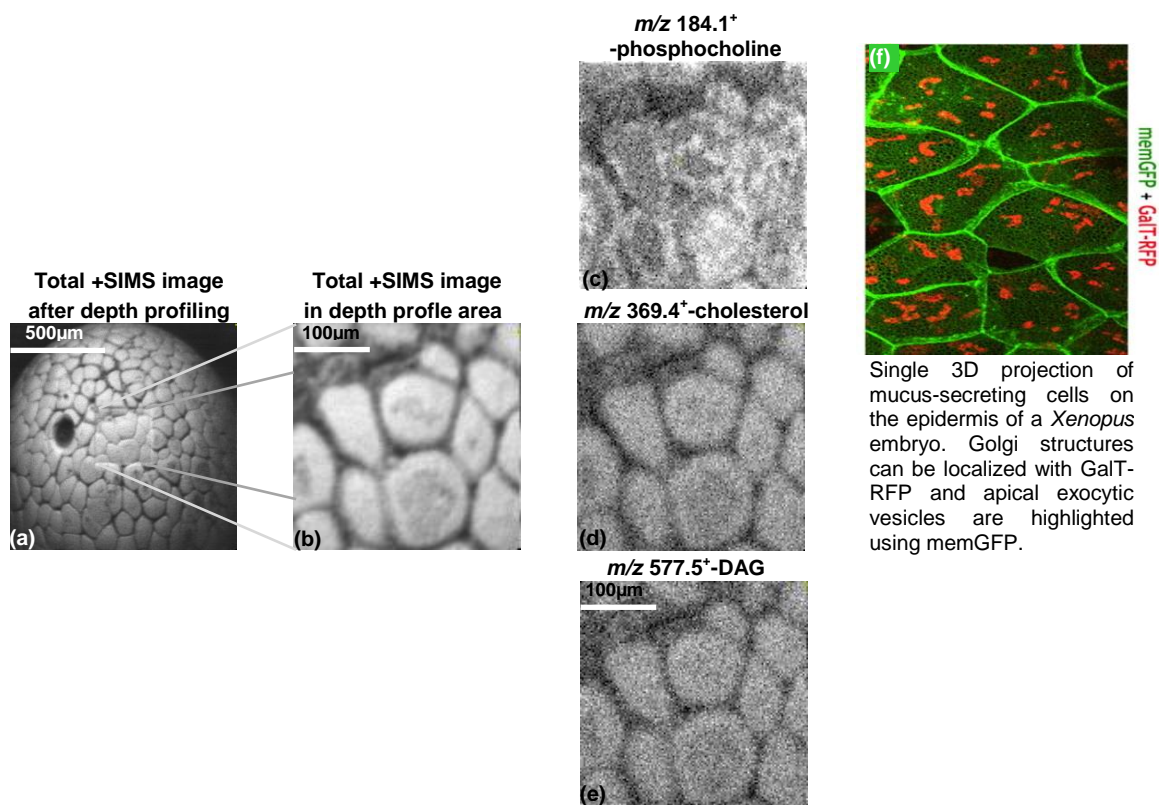 Total +SIMS image
after depth profiling
500µm
(a)
Total +SIMS image
in depth profle area
100µm
(b)
m/z 184.1⁺
-phosphocholine
(c)
m/z 369.4⁺-cholesterol
(d)
m/z 577.5⁺-DAG
100µm
(e)
(f)
memGFP + GalT-RFP
Single 3D projection of
mucus-secreting cells on
the epidermis of a Xenopus
embryo. Golgi structures
can be localized with GalT-
RFP and apical exocytic
vesicles are highlighted
using memGFP.